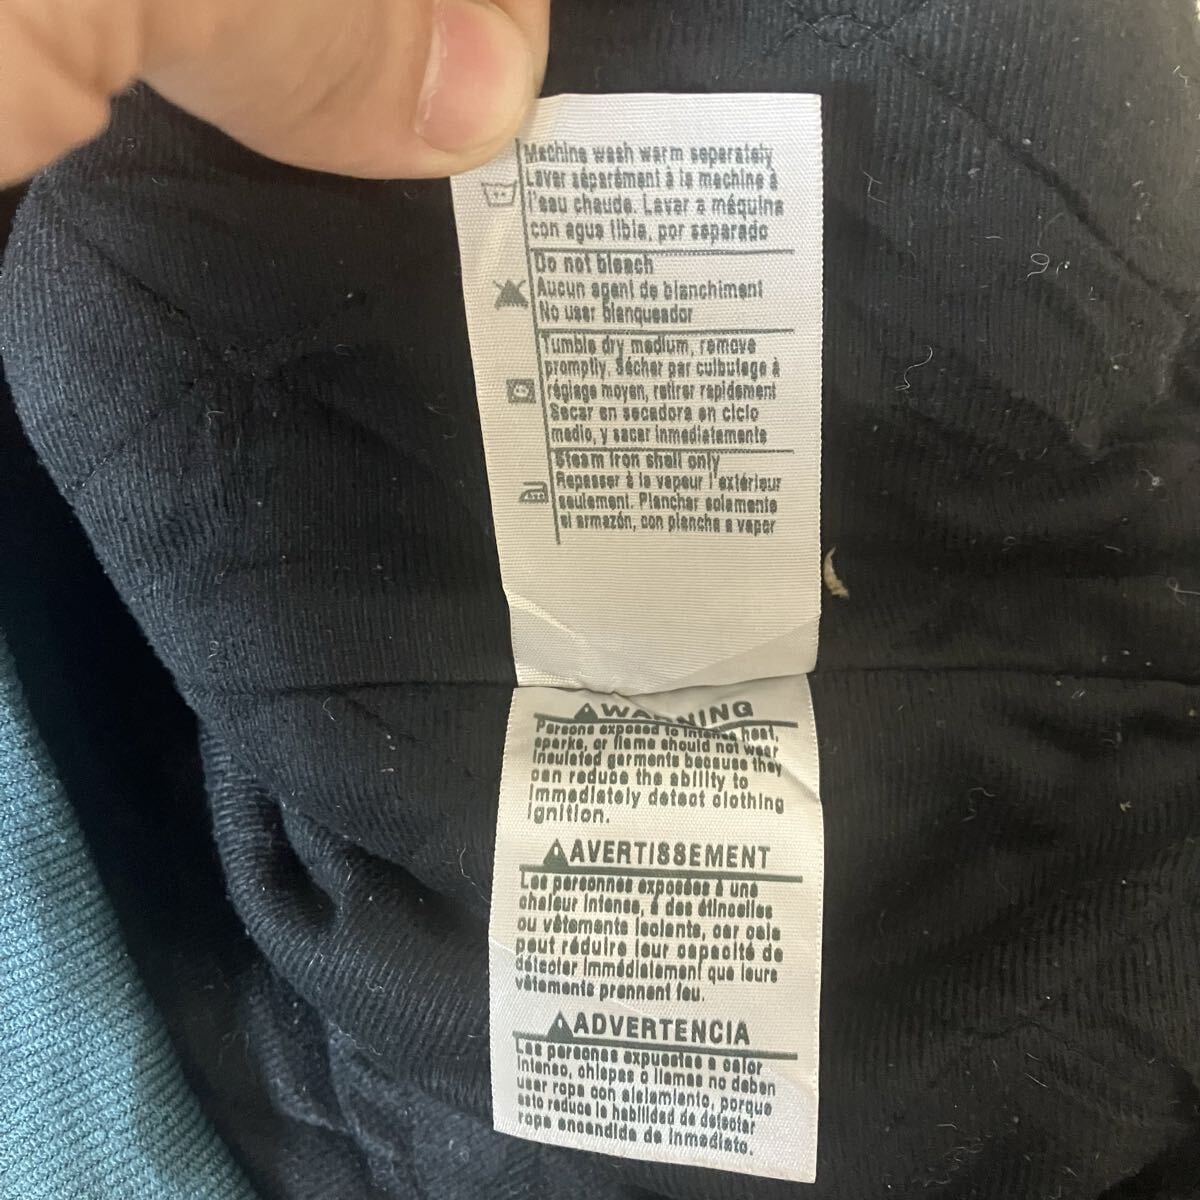 Machine wash warm seperately
Laver séparément à la machine à
l'eau chaude. Lavar a máquina
con agua tibia, por separado
Do not bleach
Aucun agent de blanchiment
No usar blanqueador
Tumble dry medium, remove
promptly. Sécher par culbutage à
réglage moyen, retirer rapidement
Secar en secadora en ciclo
medio, y sacar inmediatamente
Steam iron shell only
Repasser à la vapeur l'extérieur
seulement. Planchar solamente
el armazón, con plancha a vapor
WARNING
Persons exposed to intense heat,
sparks, or flame should not wear
insulated garments because they
can reduce the ability to
immediately detect clothing
ignition.
AVERTISSEMENT
Les personnes exposées à une
chaleur intense, à des étincelles
ou vêtements isolants, car cela
peut réduire leur capacité de
détecter immédiatement que leurs
vêtements prennent feu.
ADVERTENCIA
Las personas expuestas a calor
intenso, chispas o llamas no deben
usar ropa con aislamiento, porque
esto reduce la habilidad de detectar
ropa encendida de inmediato.